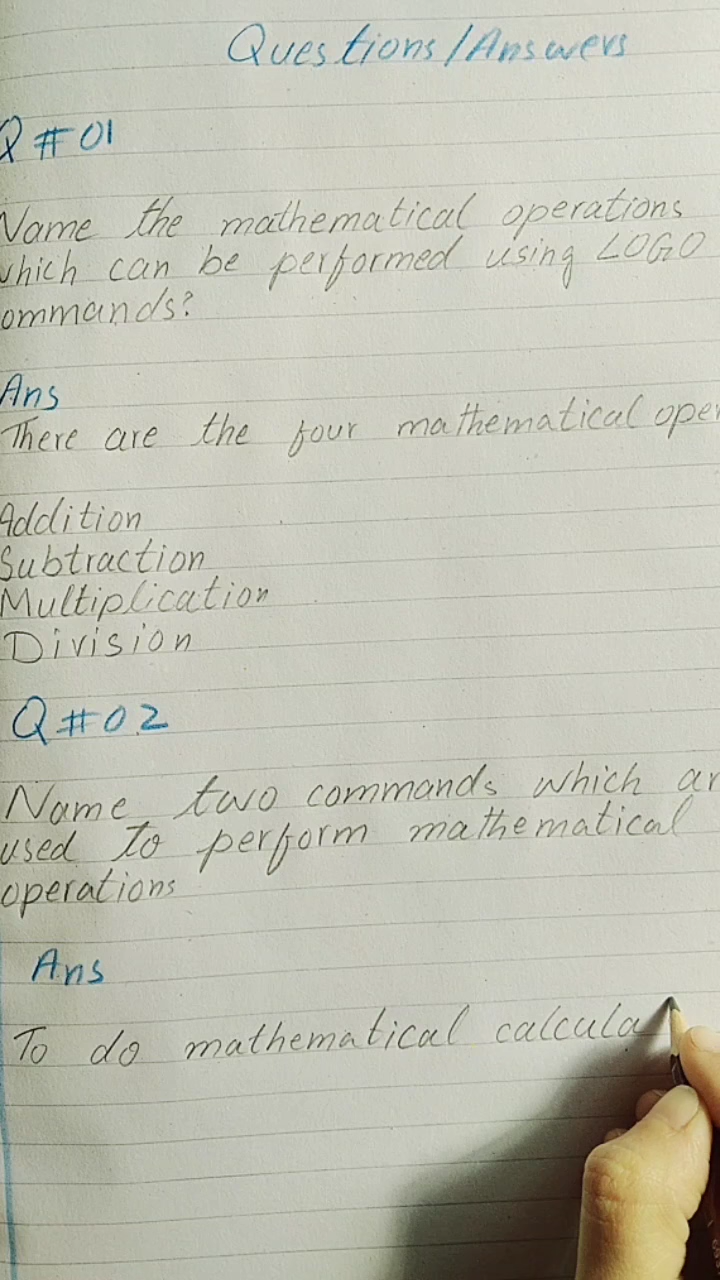 Questions/Answers
Q # 01
Name the mathematical operations
which can be performed using LOGO
ommands?
Ans
There are the four mathematical oper
Addition
Subtraction
Multiplication
Division
Q # 02
Name two commands which ar
used To perform mathematical
operations
Ans
To do mathematical calcula